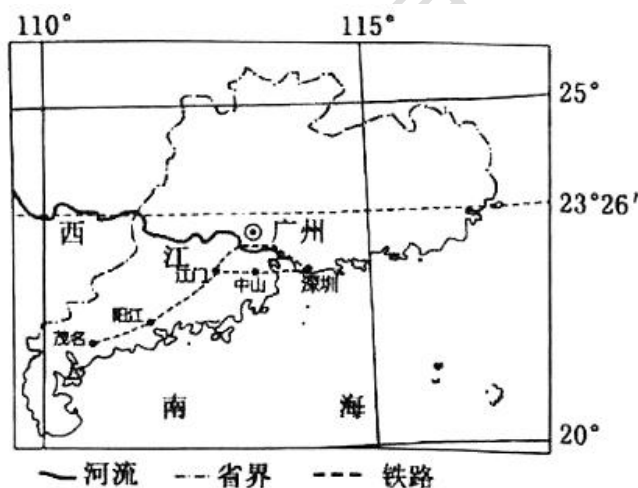 110° 115°
25°
23°26′
西
广州
江
江门 中山 深圳
阳江
茂名
南 海
20°
河流 省界 铁路